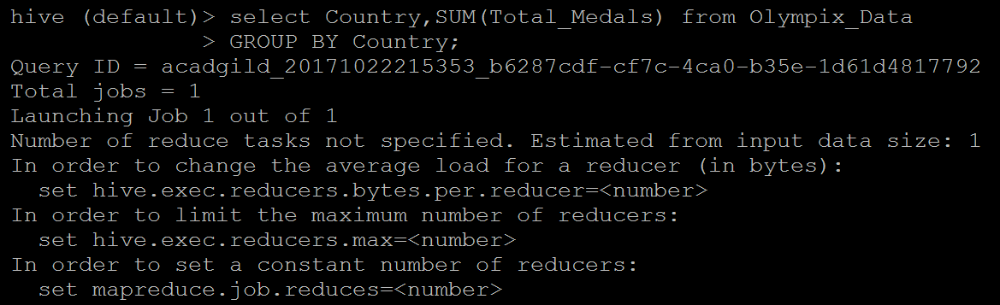 hive (default)> select Country,SUM(Total_Medals) from Olympix_Data
              > GROUP BY Country;
Query ID = acadgild_20171022215353_b6287cdf-cf7c-4ca0-b35e-1d61d4817792
Total jobs = 1
Launching Job 1 out of 1
Number of reduce tasks not specified. Estimated from input data size: 1
In order to change the average load for a reducer (in bytes):
  set hive.exec.reducers.bytes.per.reducer=<number>
In order to limit the maximum number of reducers:
  set hive.exec.reducers.max=<number>
In order to set a constant number of reducers:
  set mapreduce.job.reduces=<number>